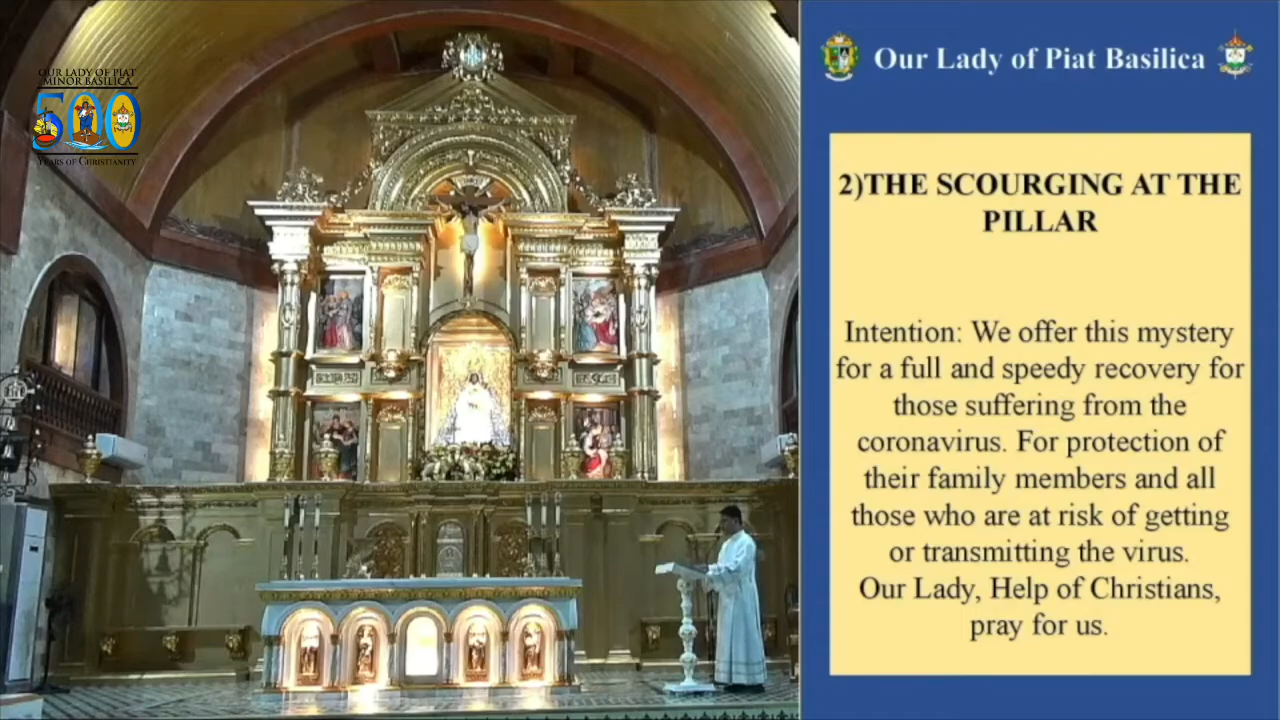 OUR LADY OF PIAT
MINOR BASILICA
500
YEARS OF CHRISTIANITY
Our Lady of Piat Basilica
2)THE SCOURGING AT THE
PILLAR
Intention: We offer this mystery
for a full and speedy recovery for
those suffering from the
coronavirus. For protection of
their family members and all
those who are at risk of getting
or transmitting the virus.
Our Lady, Help of Christians,
pray for us.